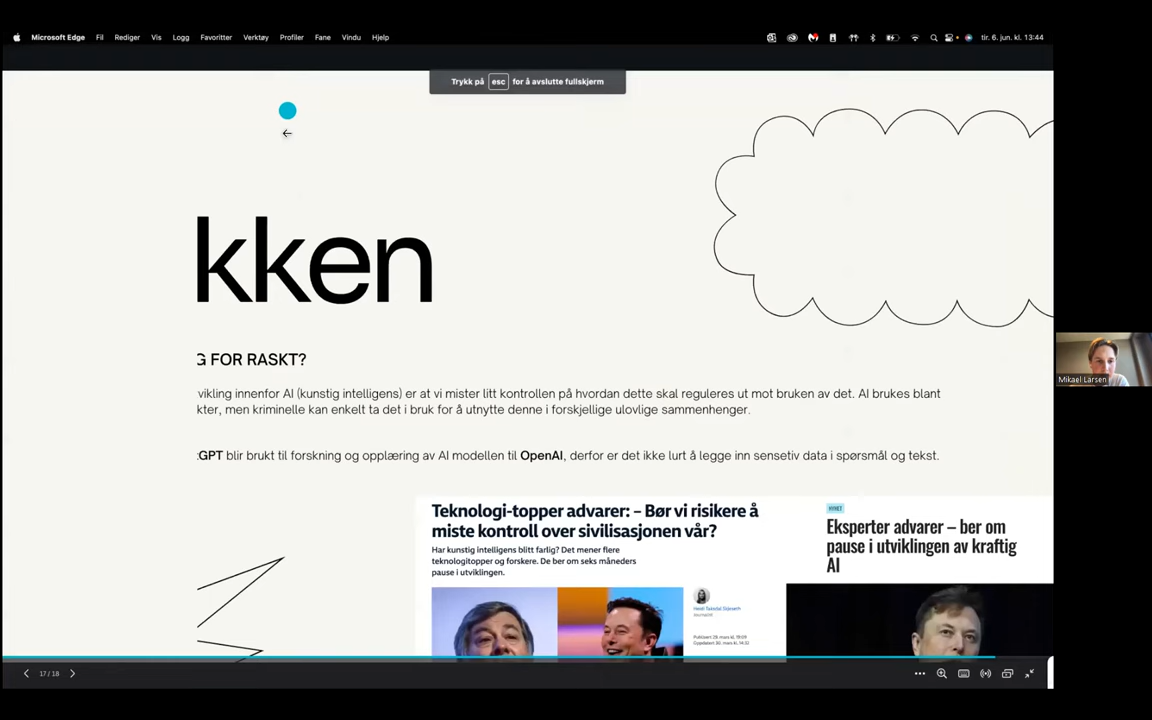 Microsoft Edge Fil Rediger Vis Logg Favoritter Verktøy Profiler Fane Vindu Hjelp tir. 6. jun. kl. 13:44
Trykk på esc for å avslutte fullskjerm
kken
G FOR RASKT?
vikling innenfor AI (kunstig intelligens) er at vi mister litt kontrollen på hvordan dette skal reguleres ut mot bruken av det. AI brukes blant
kter, men kriminelle kan enkelt ta det i bruk for å utnytte denne i forskjellige ulovlige sammenhenger.
GPT blir brukt til forskning og opplæring av AI modellen til OpenAI, derfor er det ikke lurt å legge inn sensetiv data i spørsmål og tekst.
Teknologi-topper advarer: – Bør vi risikere å
miste kontroll over sivilisasjonen vår?
Har kunstig intelligens blitt farlig? Det mener flere
teknologitopper og forskere. De ber om seks måneders
pause i utviklingen.
NYHET
Eksperter advarer – ber om
pause i utviklingen av kraftig
AI
Mikael Larsen
17 / 18